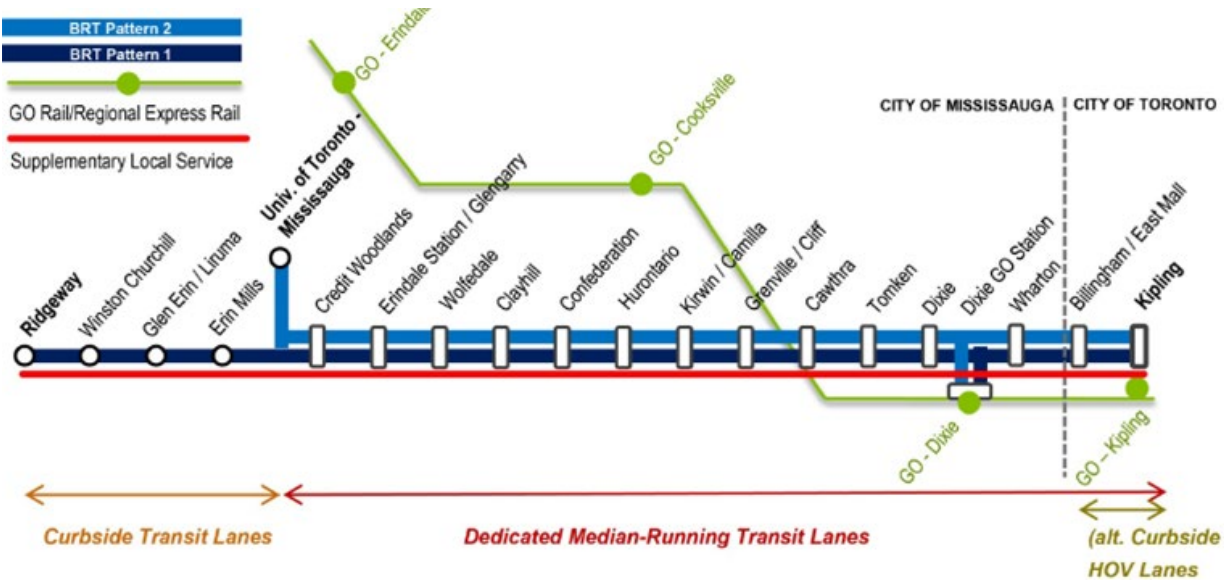 BRT Pattern 2
BRT Pattern 1
GO Rail/Regional Express Rail
Supplementary Local Service
GO - Erindale
GO - Cooksville
CITY OF MISSISSAUGA
CITY OF TORONTO
Ridgeway
Winston Churchill
Glen Erin / Liruma
Erin Mills
Univ. of Toronto -
Mississauga
Credit Woodlands
Erindale Station / Glengarry
Wolfedale
Clayhill
Confederation
Hurontario
Kirwin / Camilla
Grenville / Cliff
Cawthra
Tomken
Dixie
Dixie GO Station
Wharton
Billingham / East Mall
Kipling
GO - Dixie
GO – Kipling
Curbside Transit Lanes
Dedicated Median-Running Transit Lanes
(alt. Curbside
HOV Lanes